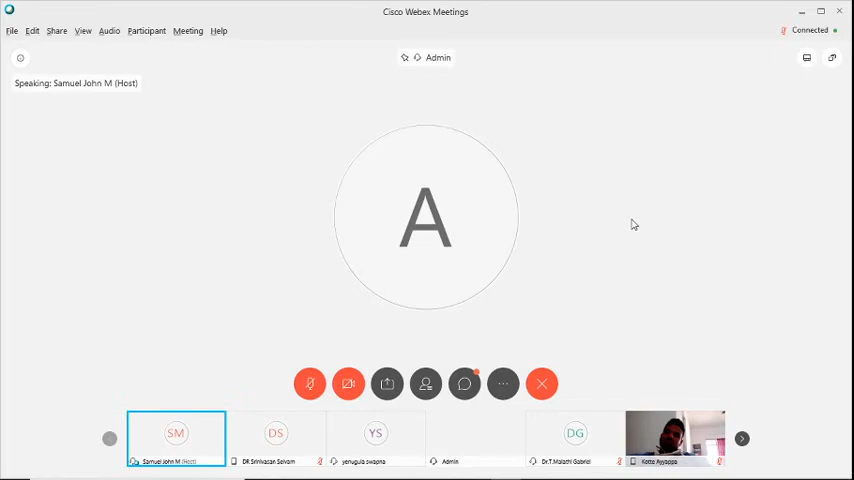 Cisco Webex Meetings
File Edit Share View Audio Participant Meeting Help
Connected
Admin
Speaking: Samuel John M (Host)
A
SM
DS
YS
DG
Samuel John M (Host)
DR Srinivasan Selvam
yenugula swapna
Admin
Dr.T.Malathi Gabriel
Kotte Ayyappa